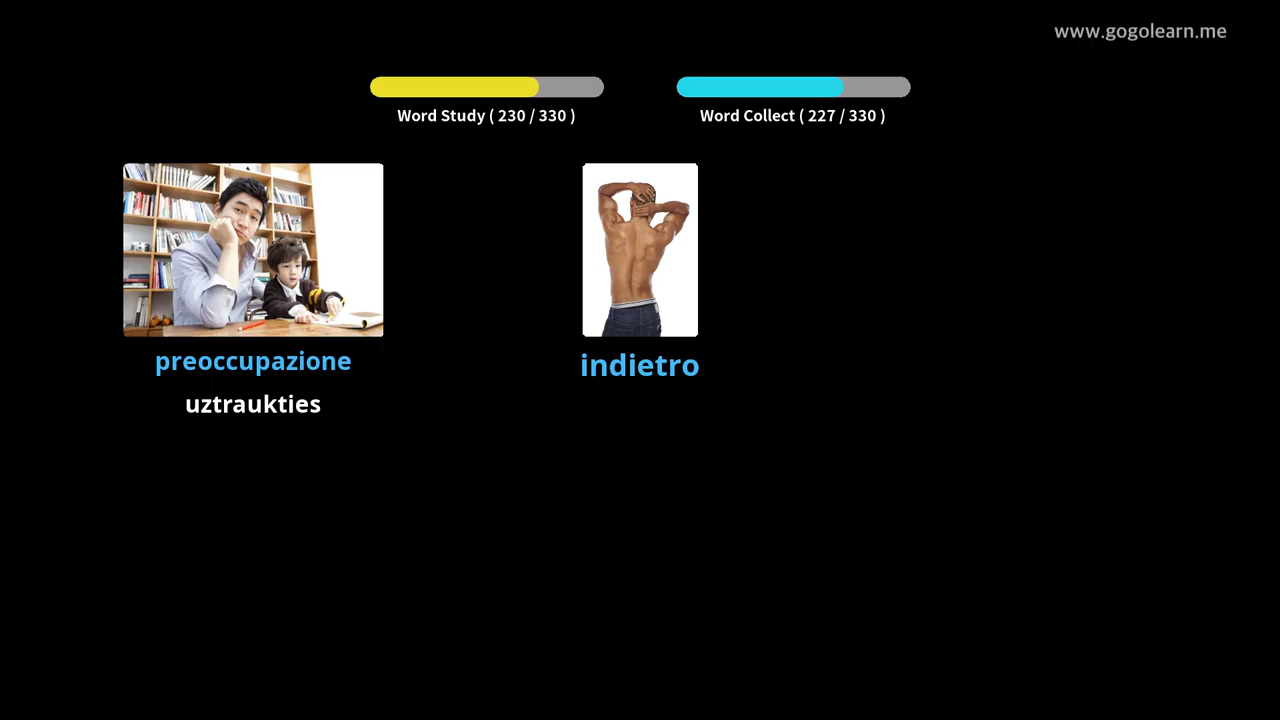 www.gogolearn.me
Word Study ( 230 / 330 )
Word Collect ( 227 / 330 )
preoccupazione
uztraukties
indietro